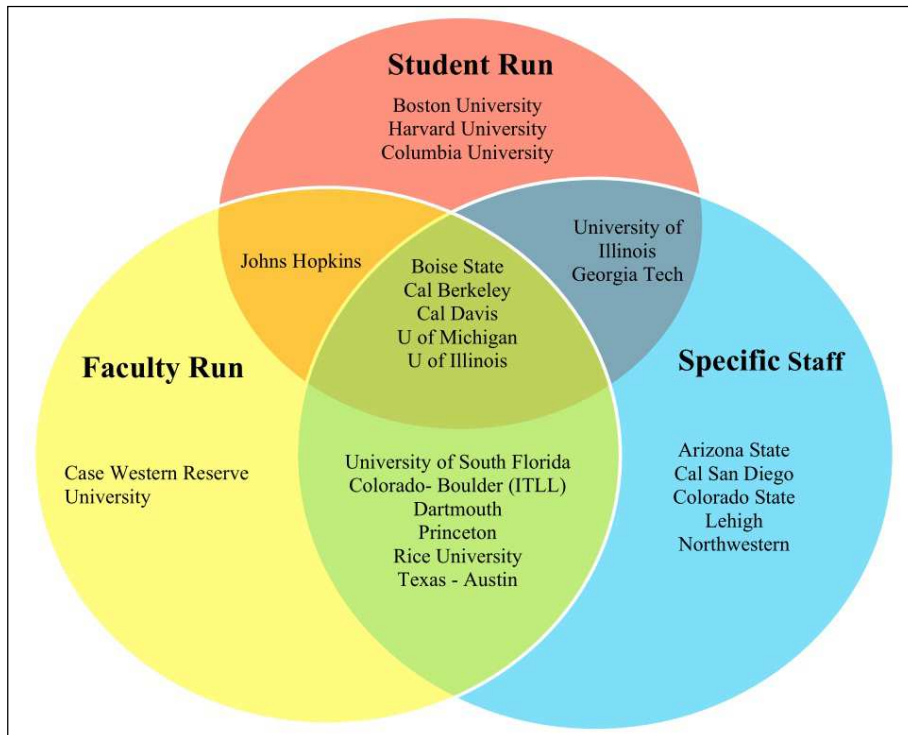 Student Run
Boston University
Harvard University
Columbia University
Johns Hopkins
Boise State
Cal Berkeley
Cal Davis
U of Michigan
U of Illinois
University of
Illinois
Georgia Tech
Faculty Run
Case Western Reserve
University
University of South Florida
Colorado- Boulder (ITLL)
Dartmouth
Princeton
Rice University
Texas - Austin
Specific Staff
Arizona State
Cal San Diego
Colorado State
Lehigh
Northwestern